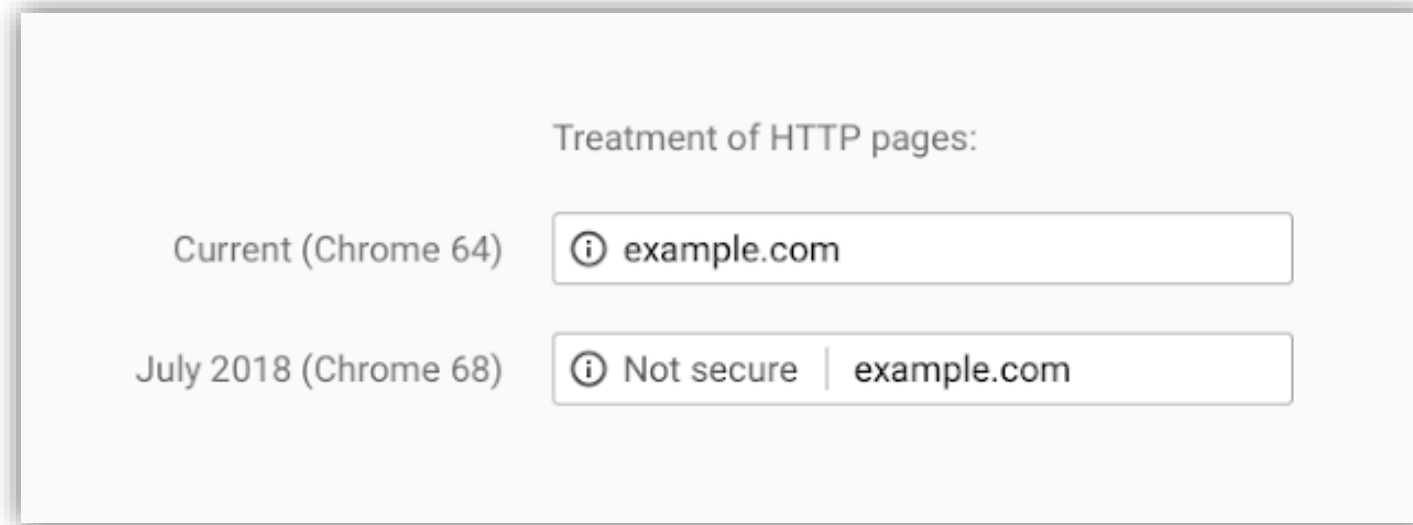 Treatment of HTTP pages:
Current (Chrome 64) example.com
July 2018 (Chrome 68) Not secure | example.com